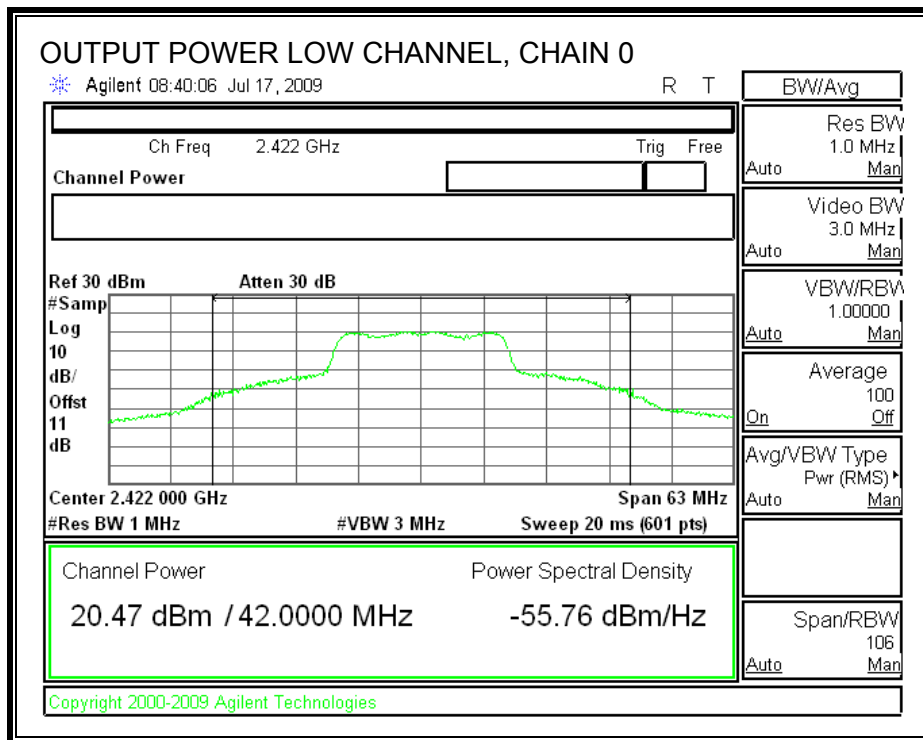 OUTPUT POWER LOW CHANNEL, CHAIN 0
Agilent 08:40:06 Jul 17, 2009 R T
Ch Freq 2.422 GHz Trig Free
Channel Power
Ref 30 dBm Atten 30 dB
#Samp
Log
10
dB/
Offst
11
dB
Center 2.422 000 GHz Span 63 MHz
#Res BW 1 MHz #VBW 3 MHz Sweep 20 ms (601 pts)
Channel Power Power Spectral Density
20.47 dBm / 42.0000 MHz -55.76 dBm/Hz
BW/Avg
Res BW
1.0 MHz
Auto Man
Video BW
3.0 MHz
Auto Man
VBW/RBW
1.00000
Auto Man
Average
100
On Off
Avg/VBW Type
Pwr (RMS)
Auto Man
Span/RBW
106
Auto Man
Copyright 2000-2009 Agilent Technologies